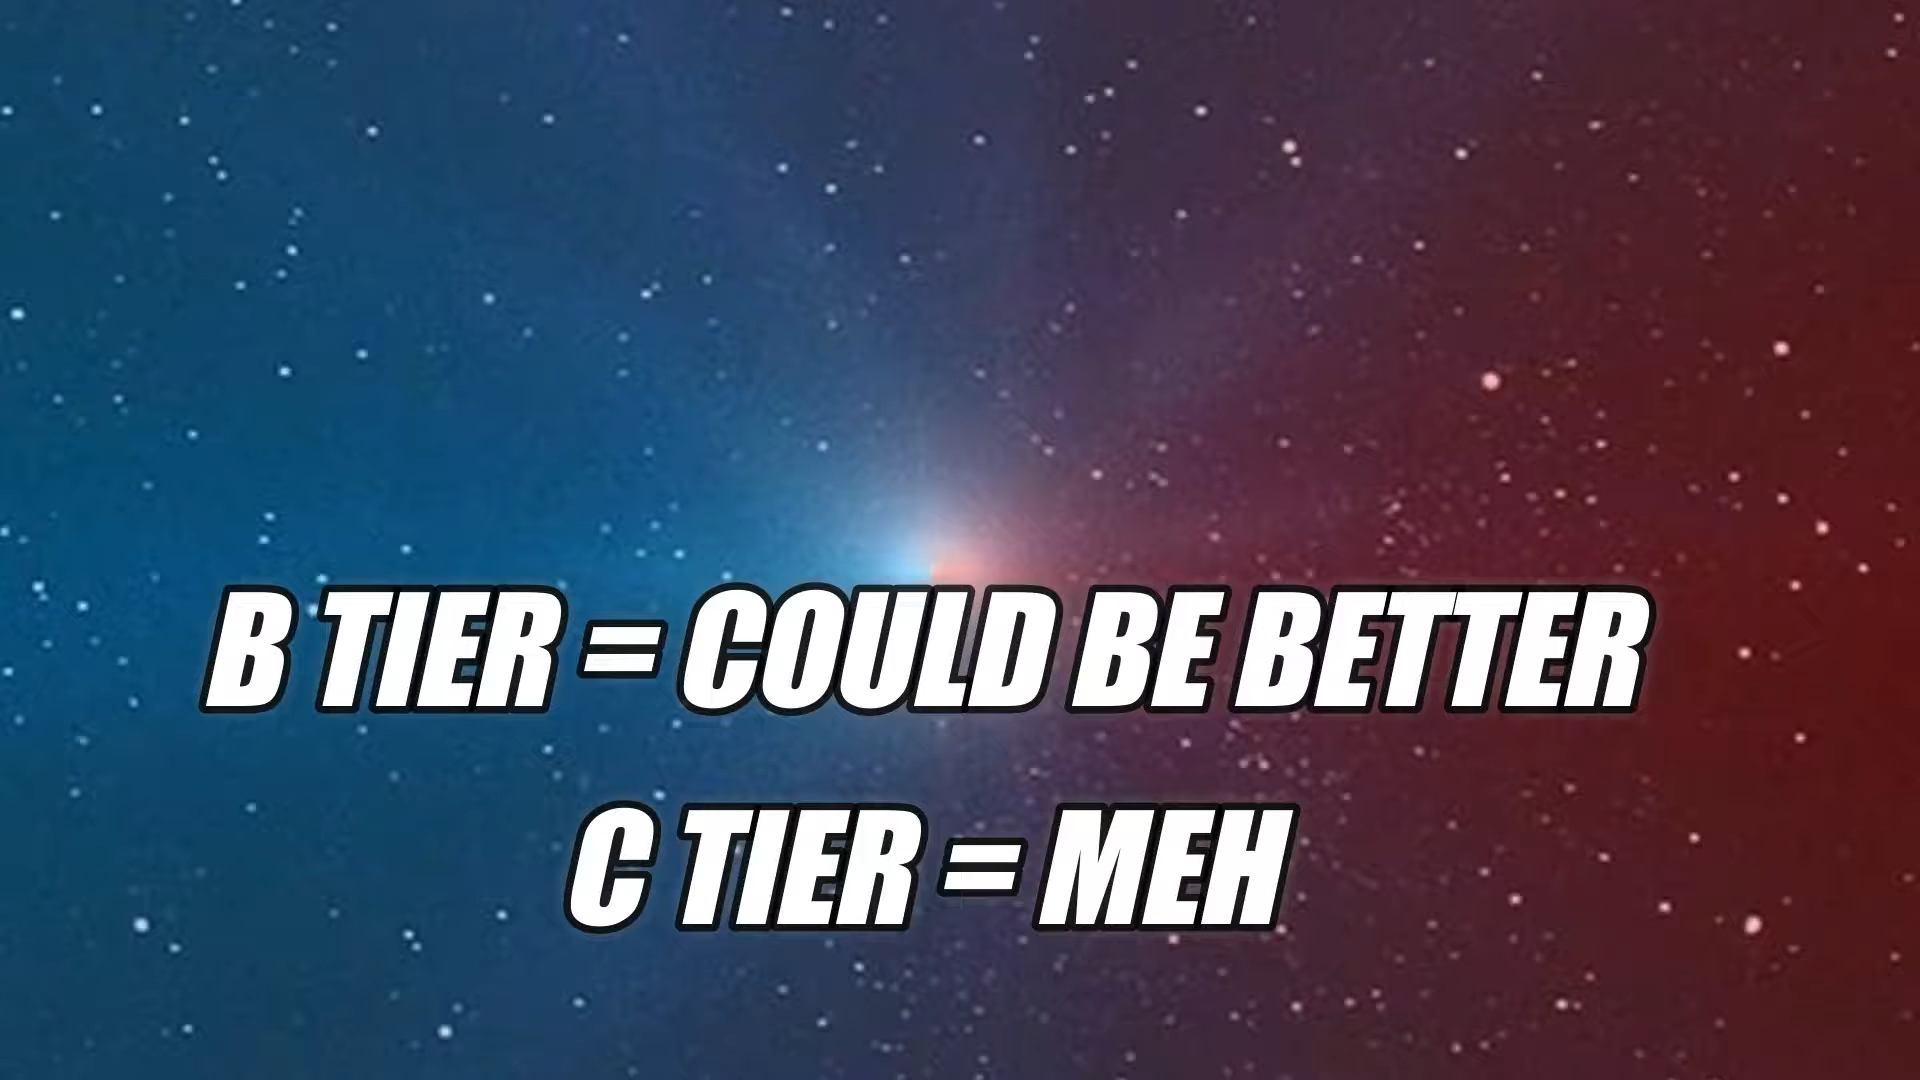 B TIER = COULD BE BETTER
C TIER = MEH